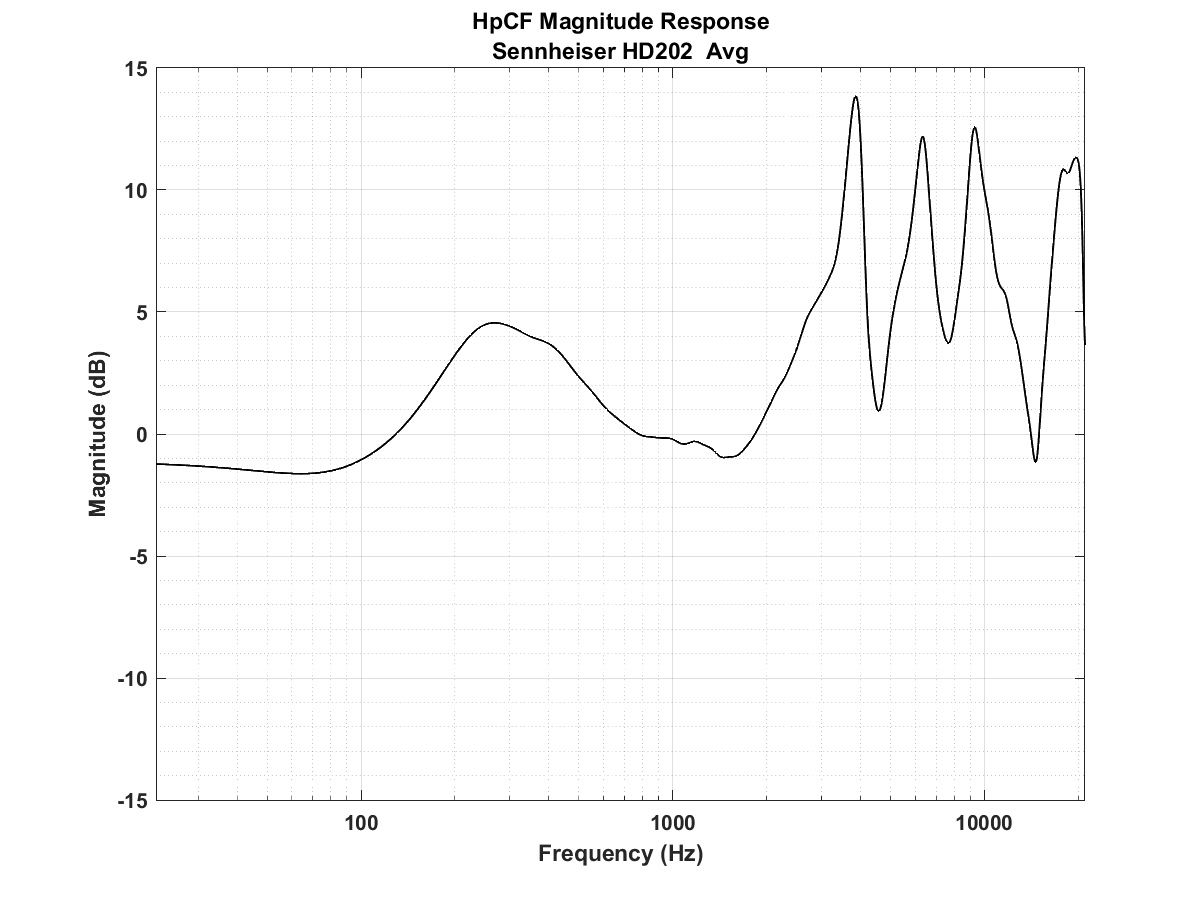 HpCF Magnitude Response
Sennheiser HD202  Avg
15
10
5
0
-5
-10
-15
Magnitude (dB)
100
1000
10000
Frequency (Hz)